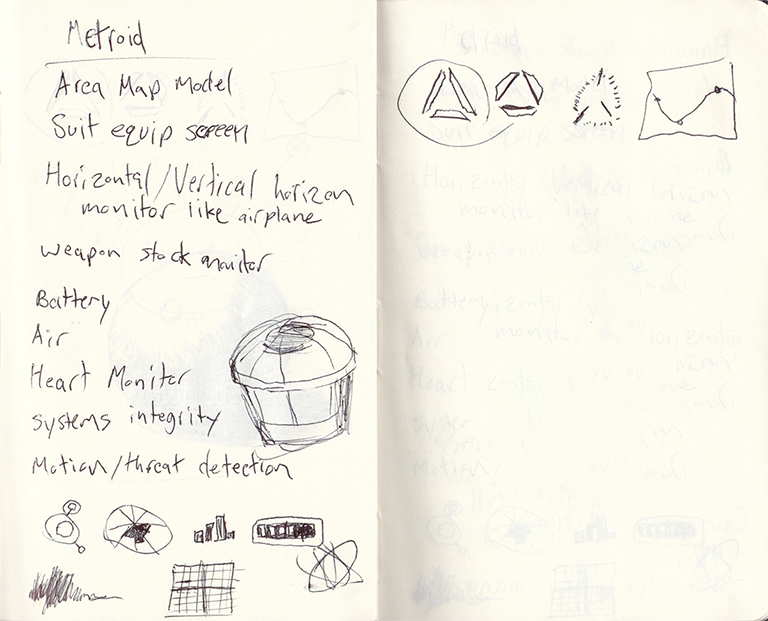 Metroid
Area Map Model
Suit equip screen
Horizontal/Vertical horizon
monitor like airplane
weapon stock monitor
Battery
Air
Heart Monitor
systems integrity
Motion/threat detection